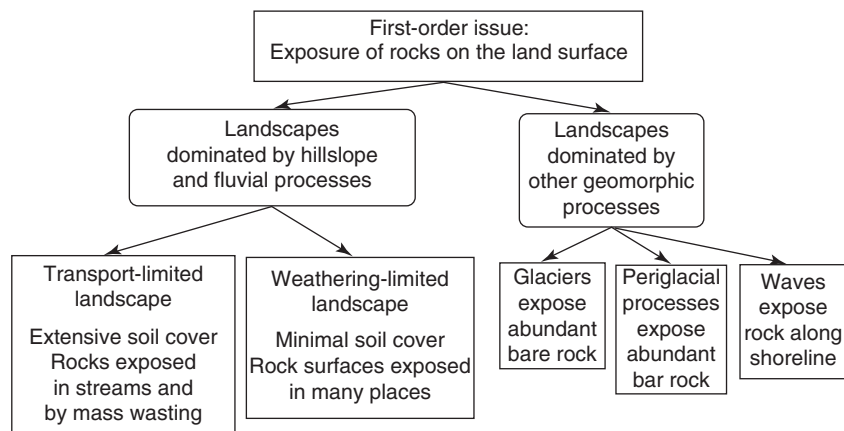 First-order issue:
Exposure of rocks on the land surface
Landscapes
dominated by hillslope
and fluvial processes
Landscapes
dominated by
other geomorphic
processes
Transport-limited
landscape
Extensive soil cover
Rocks exposed
in streams and
by mass wasting
Weathering-limited
landscape
Minimal soil cover
Rock surfaces exposed
in many places
Glaciers
expose
abundant
bare rock
Periglacial
processes
expose
abundant
bar rock
Waves
expose
rock along
shoreline